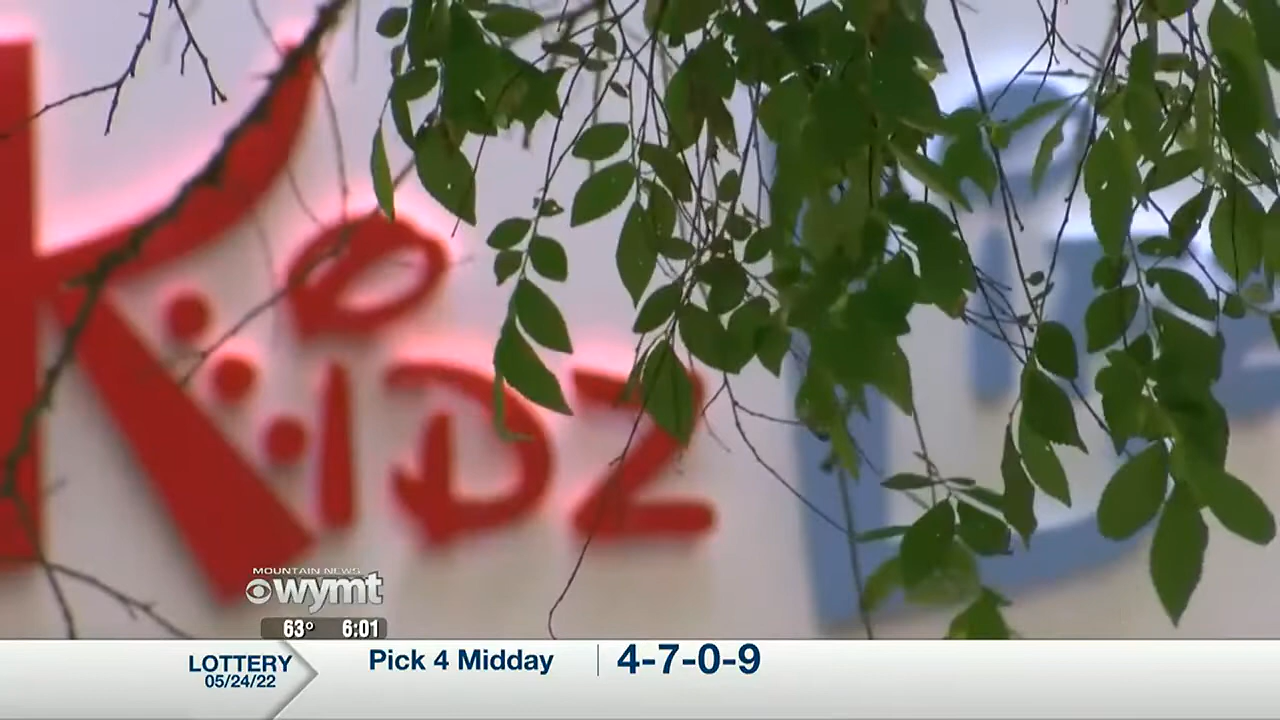 KiDZ
MOUNTAIN NEWS
wymt
63° 6:01
LOTTERY
05/24/22
Pick 4 Midday
4-7-0-9